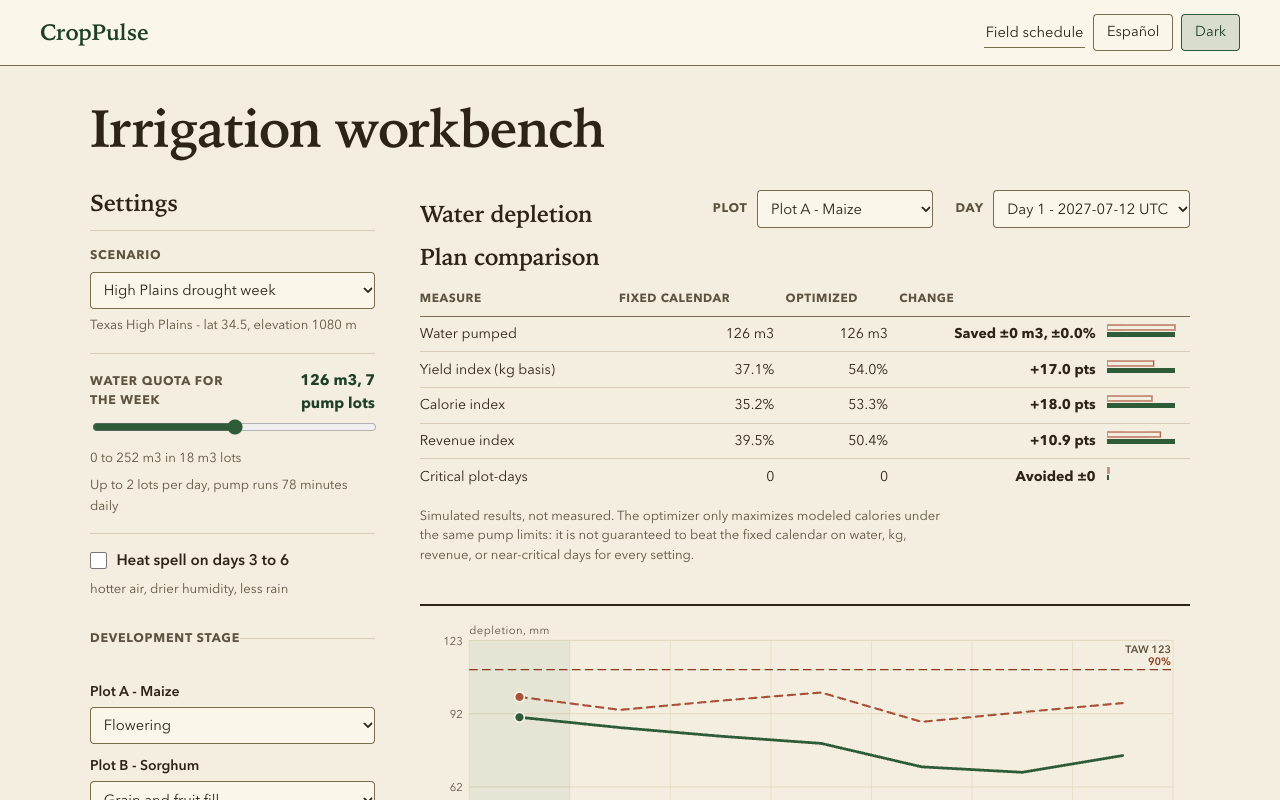 CropPulse
Field schedule
Español
Dark
Irrigation workbench
Settings
SCENARIO
High Plains drought week
Texas High Plains - lat 34.5, elevation 1080 m
WATER QUOTA FOR
THE WEEK
126 m3, 7
pump lots
0 to 252 m3 in 18 m3 lots
Up to 2 lots per day, pump runs 78 minutes
daily
Heat spell on days 3 to 6
hotter air, drier humidity, less rain
DEVELOPMENT STAGE
Plot A - Maize
Flowering
Plot B - Sorghum
Grain and fruit fill
Water depletion
PLOT
Plot A - Maize
DAY
Day 1 - 2027-07-12 UTC
Plan comparison
MEASURE FIXED CALENDAR OPTIMIZED CHANGE
Water pumped 126 m3 126 m3 Saved ±0 m3, ±0.0%
Yield index (kg basis) 37.1% 54.0% +17.0 pts
Calorie index 35.2% 53.3% +18.0 pts
Revenue index 39.5% 50.4% +10.9 pts
Critical plot-days 0 0 Avoided ±0
Simulated results, not measured. The optimizer only maximizes modeled calories under
the same pump limits: it is not guaranteed to beat the fixed calendar on water, kg,
revenue, or near-critical days for every setting.
depletion, mm
123
TAW 123
90%
92
62